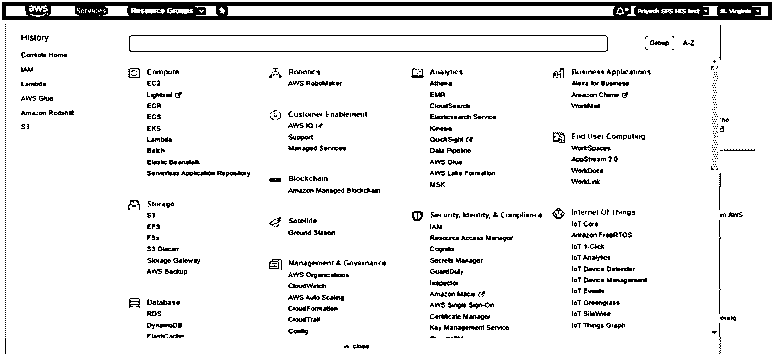 aws
Services
Resource Groups
N. Virginia
History
Console Home
IAM
Lambda
AWS Glue
Amazon Redshift
S3
Group
A-Z
Compute
EC2
Lightsail
ECR
ECS
EKS
Lambda
Batch
Elastic Beanstalk
Serverless Application Repository
Storage
S3
EFS
FSx
S3 Glacier
Storage Gateway
AWS Backup
Database
RDS
DynamoDB
ElastiCache
Robotics
AWS RoboMaker
Customer Enablement
AWS IQ
Support
Managed Services
Blockchain
Amazon Managed Blockchain
Satellite
Ground Station
Management & Governance
AWS Organizations
CloudWatch
AWS Auto Scaling
CloudFormation
CloudTrail
Config
Analytics
Athena
EMR
CloudSearch
Elasticsearch Service
Kinesis
QuickSight
Data Pipeline
AWS Glue
AWS Lake Formation
MSK
Security, Identity, & Compliance
IAM
Resource Access Manager
Cognito
Secrets Manager
GuardDuty
Inspector
Amazon Macie
AWS Single Sign-On
Certificate Manager
Key Management Service
Business Applications
Alexa for Business
Amazon Chime
WorkMail
End User Computing
WorkSpaces
AppStream 2.0
WorkDocs
WorkLink
Internet Of Things
IoT Core
Amazon FreeRTOS
IoT 1-Click
IoT Analytics
IoT Device Defender
IoT Device Management
IoT Events
IoT Greengrass
IoT SiteWise
IoT Things Graph
AWS
close